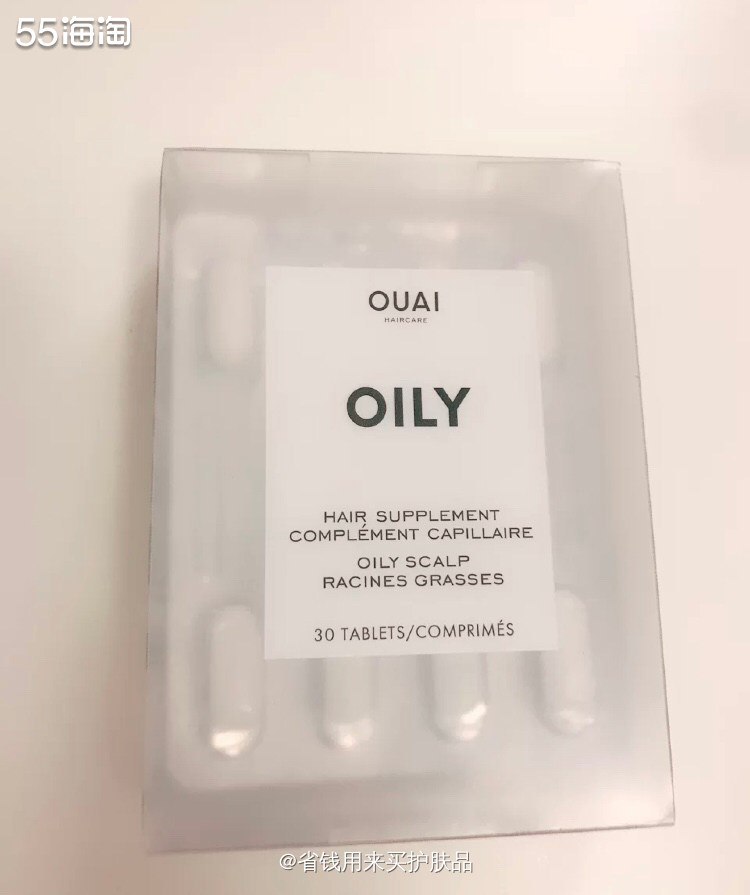 55海淘
OUAI
HAIRCARE
OILY
HAIR SUPPLEMENT
COMPLÉMENT CAPILLAIRE
OILY SCALP
RACINES GRASSES
30 TABLETS/COMPRIMÉS
@省钱用来买护肤品